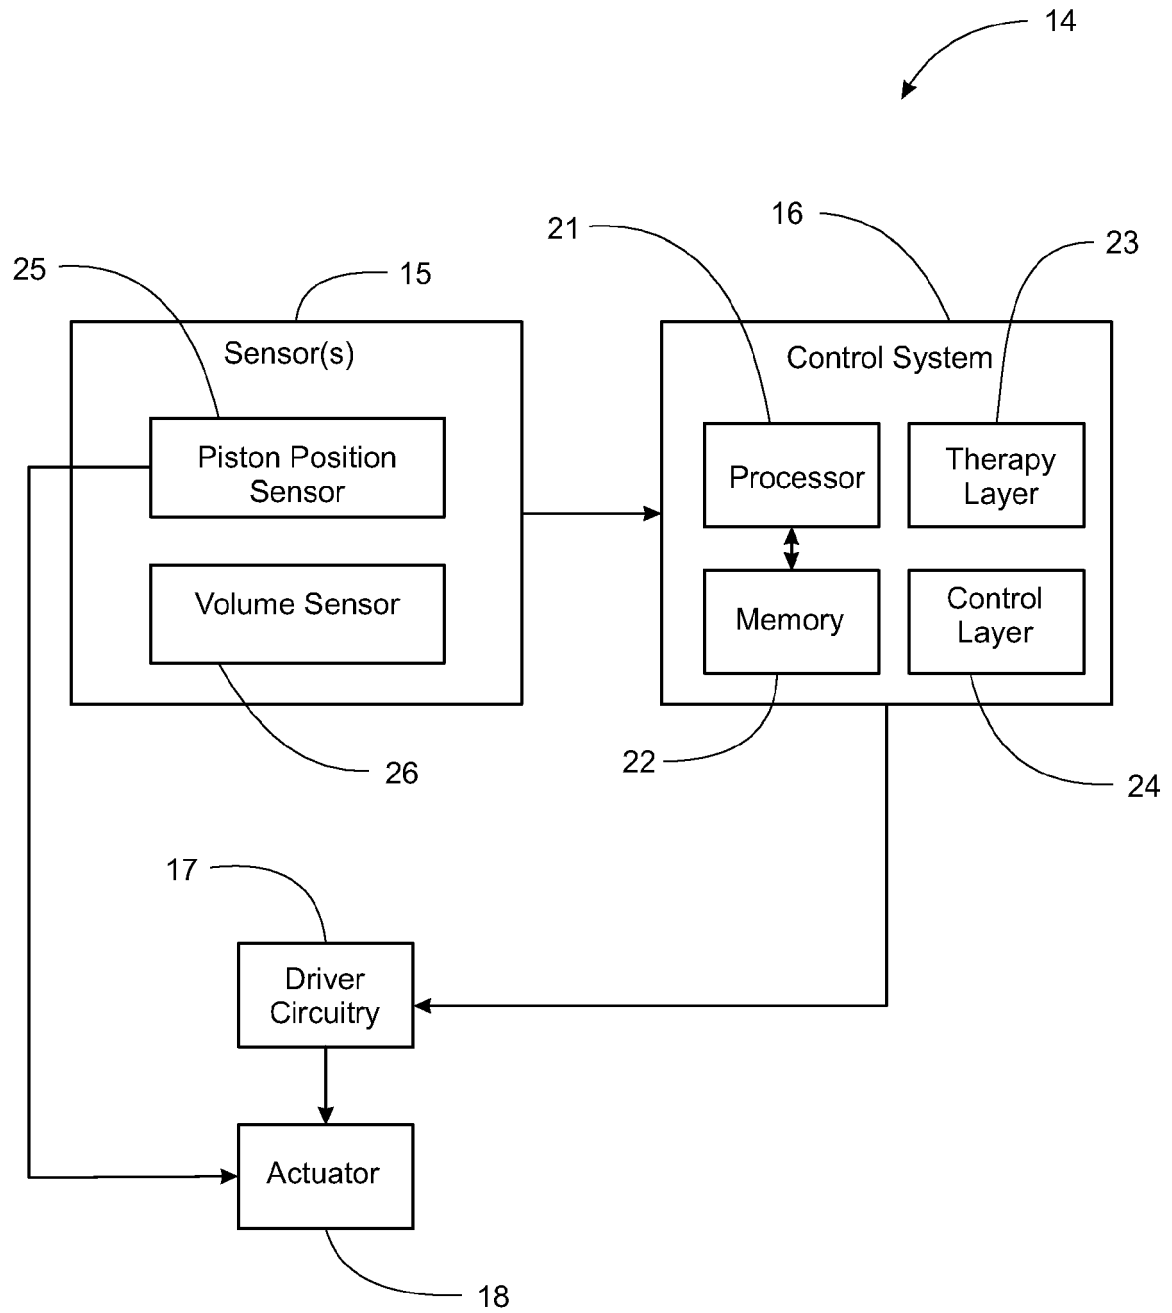 14
16
21
23
25
15
Sensor(s)
Control System
Piston Position
Sensor
Processor
Therapy
Layer
Volume Sensor
Memory
Control
Layer
22
26
24
17
Driver
Circuitry
Actuator
18